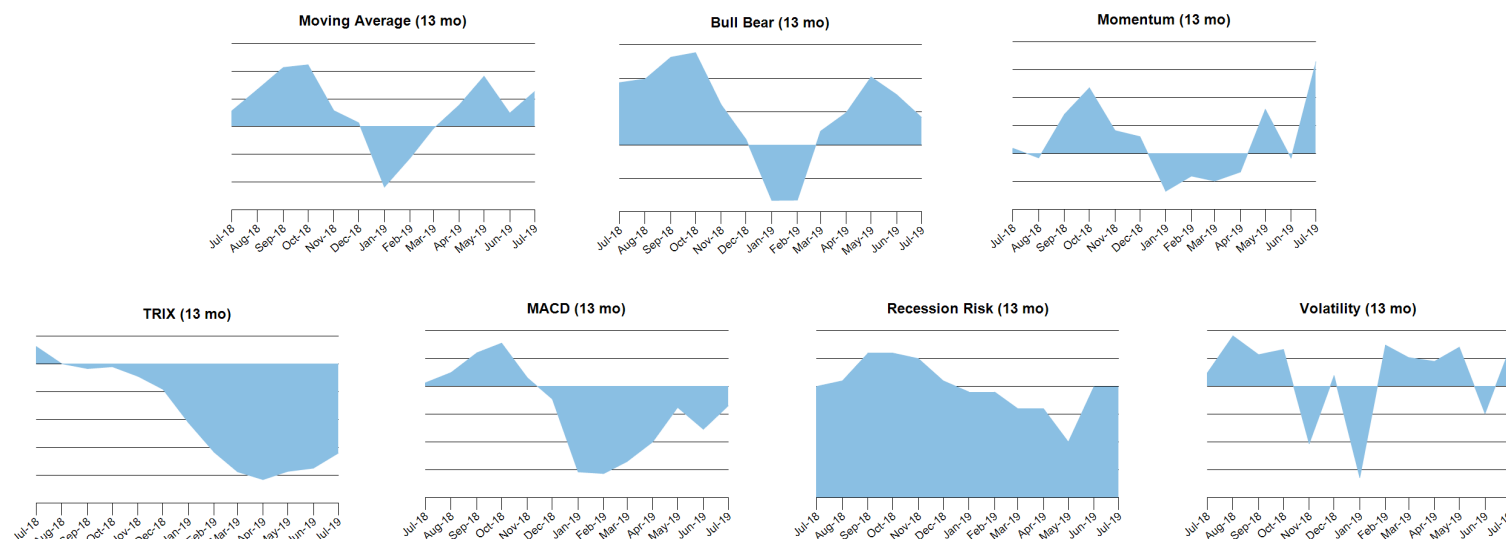 Moving Average (13 mo)
Jul-18 Aug-18 Sep-18 Oct-18 Nov-18 Dec-18 Jan-19 Feb-19 Mar-19 Apr-19 May-19 Jun-19 Jul-19
Bull Bear (13 mo)
Jul-18 Aug-18 Sep-18 Oct-18 Nov-18 Dec-18 Jan-19 Feb-19 Mar-19 Apr-19 May-19 Jun-19 Jul-19
Momentum (13 mo)
Jul-18 Aug-18 Sep-18 Oct-18 Nov-18 Dec-18 Jan-19 Feb-19 Mar-19 Apr-19 May-19 Jun-19 Jul-19
TRIX (13 mo)
Jul-18 Aug-18 Sep-18 Oct-18 Nov-18 Dec-18 Jan-19 Feb-19 Mar-19 Apr-19 May-19 Jun-19 Jul-19
MACD (13 mo)
Jul-18 Aug-18 Sep-18 Oct-18 Nov-18 Dec-18 Jan-19 Feb-19 Mar-19 Apr-19 May-19 Jun-19 Jul-19
Recession Risk (13 mo)
Jul-18 Aug-18 Sep-18 Oct-18 Nov-18 Dec-18 Jan-19 Feb-19 Mar-19 Apr-19 May-19 Jun-19 Jul-19
Volatility (13 mo)
Jul-18 Aug-18 Sep-18 Oct-18 Nov-18 Dec-18 Jan-19 Feb-19 Mar-19 Apr-19 May-19 Jun-19